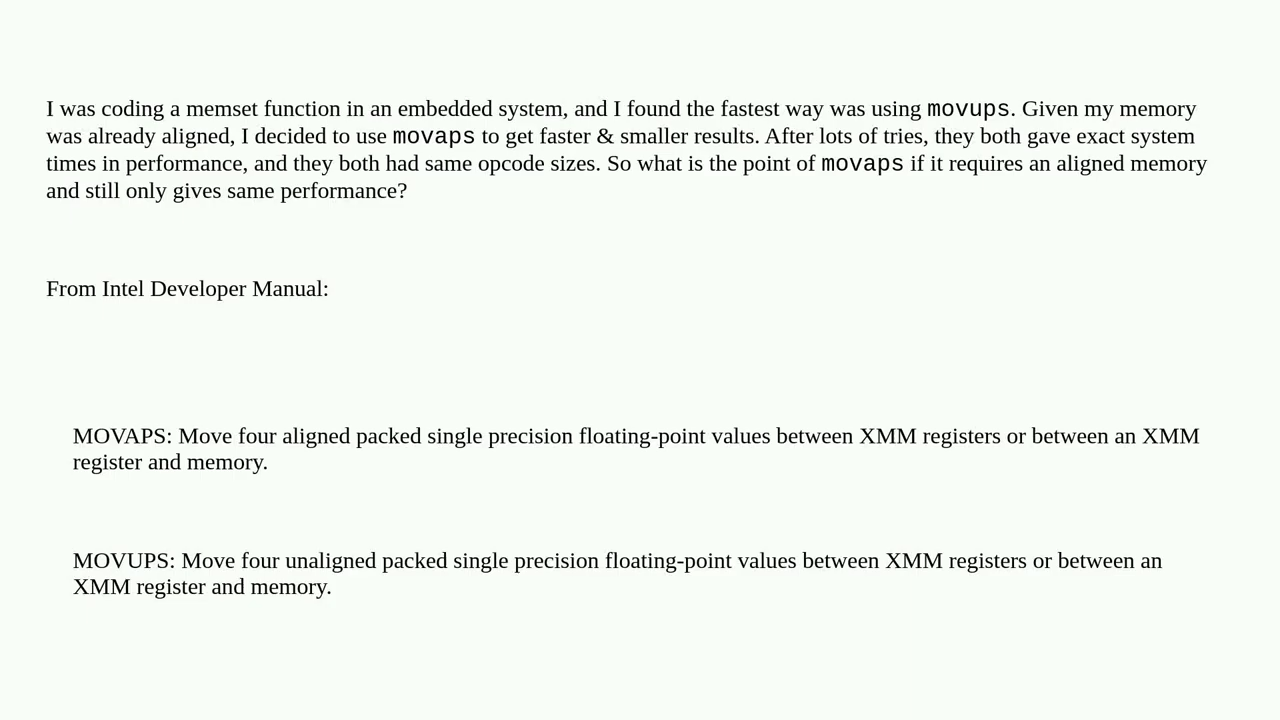 I was coding a memset function in an embedded system, and I found the fastest way was using movups. Given my memory
was already aligned, I decided to use movaps to get faster & smaller results. After lots of tries, they both gave exact system
times in performance, and they both had same opcode sizes. So what is the point of movaps if it requires an aligned memory
and still only gives same performance?
From Intel Developer Manual:
MOVAPS: Move four aligned packed single precision floating-point values between XMM registers or between an XMM
register and memory.
MOVUPS: Move four unaligned packed single precision floating-point values between XMM registers or between an
XMM register and memory.